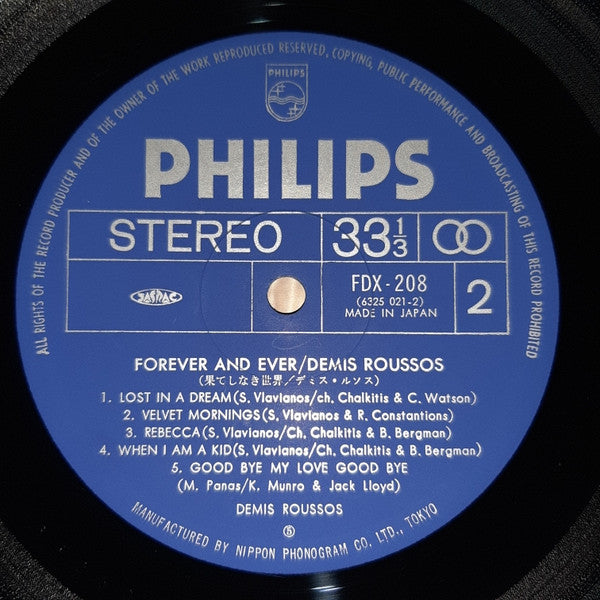 ALL RIGHTS OF THE RECORD PRODUCER AND OF THE OWNER OF THE WORK REPRODUCED RESERVED, COPYING, PUBLIC PERFORMANCE AND BROADCASTING OF THIS RECORD PROHIBITED
PHILIPS
PHILIPS
STEREO 33 1/3
JASRAC
FDX-208
(6325 021-2)
MADE IN JAPAN
2
FOREVER AND EVER/DEMIS ROUSSOS
(果てしなき世界/デミス・ルソス)
1. LOST IN A DREAM (S. Vlavianos/ch. Chalkitis & C. Watson)
2. VELVET MORNINGS (S. Vlavianos & R. Constantions)
3. REBECCA (S. Vlavianos/Ch. Chalkitis & B. Bergman)
4. WHEN I AM A KID (S. Vlavianos/Ch. Chalkitis & B. Bergman)
5. GOOD BYE MY LOVE GOOD BYE
(M. Panas/K. Munro & Jack Lloyd)
DEMIS ROUSSOS
MANUFACTURED BY NIPPON PHONOGRAM CO. LTD., TOKYO